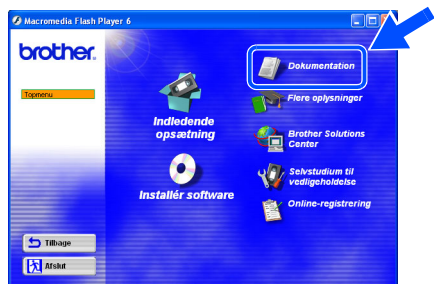 Macromedia Flash Player 6
brother.
Topmenu
Indledende
opsætning
Installér software
Dokumentation
Flere oplysninger
Brother Solutions
Center
Selvstudium til
vedligeholdelse
Online-registrering
Tilbage
Afslut